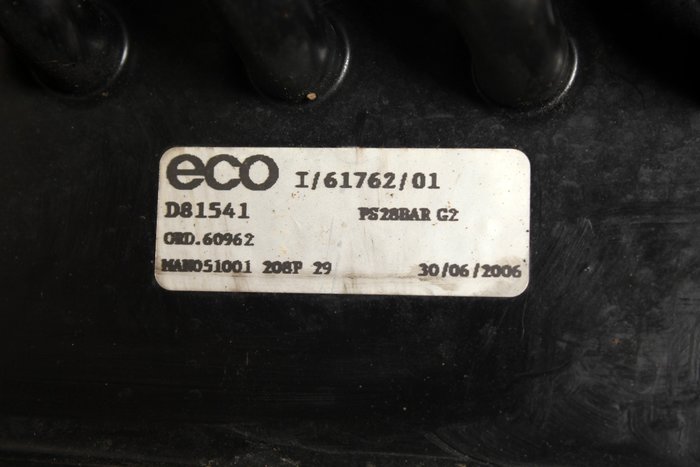 eco I/61762/01
D81541 PS28BAR G2
ORD.60962
MAN051001 208P 29 30/06/2006